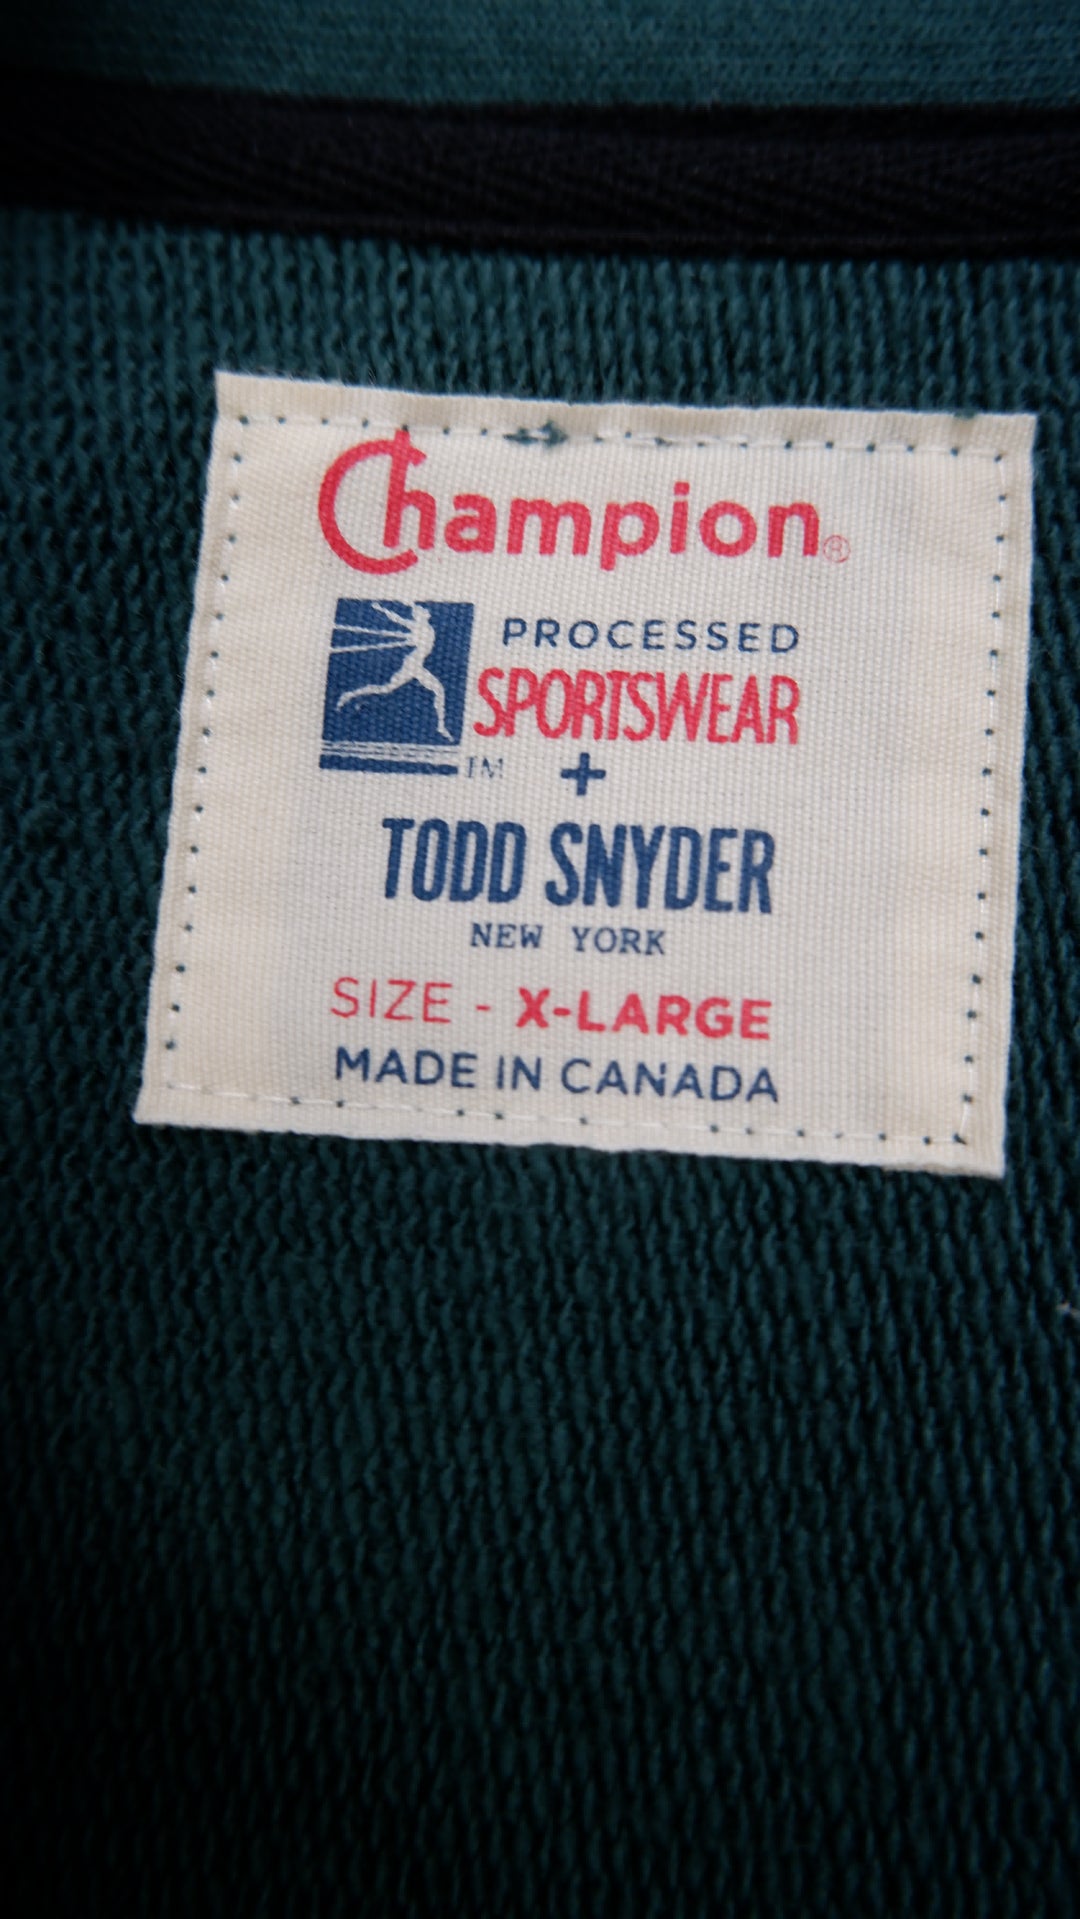 Champion®
PROCESSED
SPORTSWEAR
TM
+
TODD SNYDER
NEW YORK
SIZE - X-LARGE
MADE IN CANADA